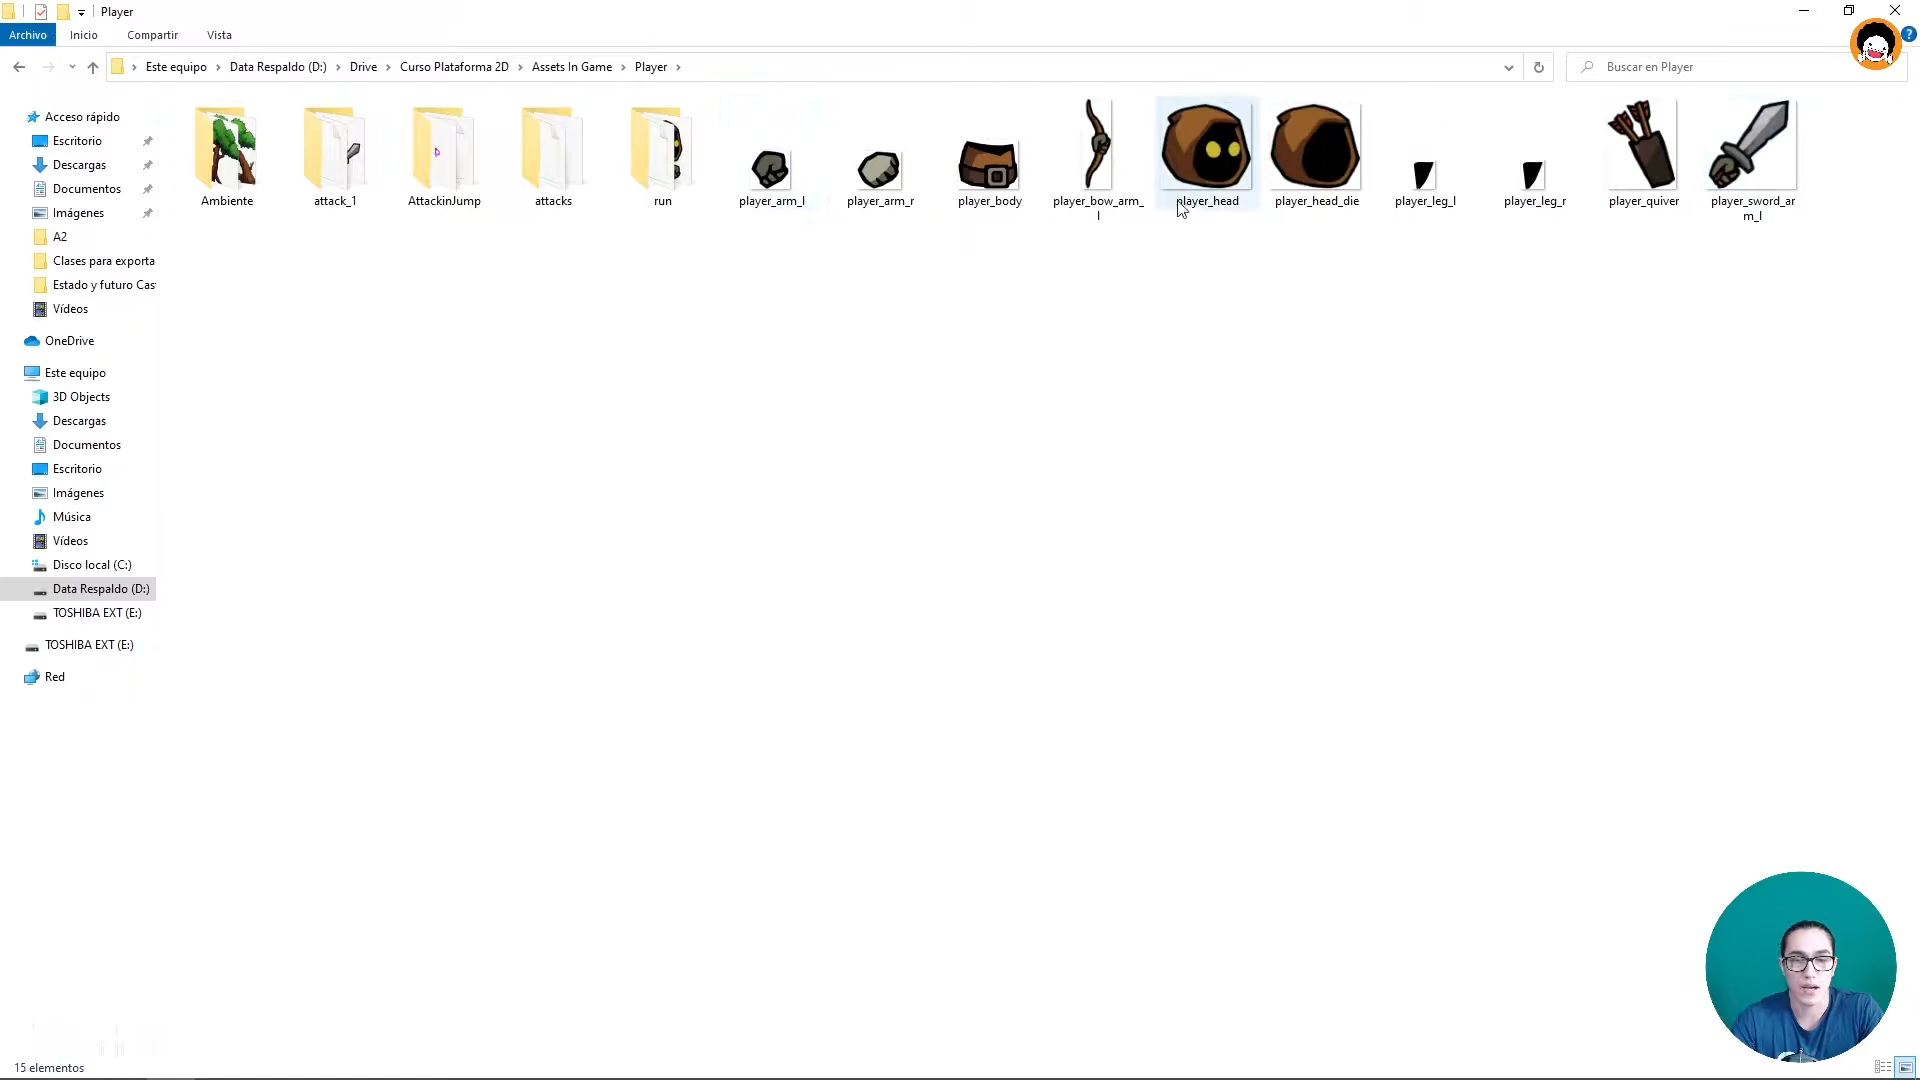 Player
Archivo
Inicio
Compartir
Vista
?
Este equipo > Data Respaldo (D:) > Drive > Curso Plataforma 2D > Assets In Game > Player >
Buscar en Player
Acceso rápido
Escritorio
Descargas
Documentos
Imágenes
A2
Clases para exporta
Estado y futuro Cas
Vídeos
OneDrive
Este equipo
3D Objects
Descargas
Documentos
Escritorio
Imágenes
Música
Vídeos
Disco local (C:)
Data Respaldo (D:)
TOSHIBA EXT (E:)
TOSHIBA EXT (E:)
Red
Ambiente
attack_1
AttackinJump
attacks
run
player_arm_l
player_arm_r
player_body
player_bow_arm_
l
player_head
player_head_die
player_leg_l
player_leg_r
player_quiver
player_sword_ar
m_l
15 elementos